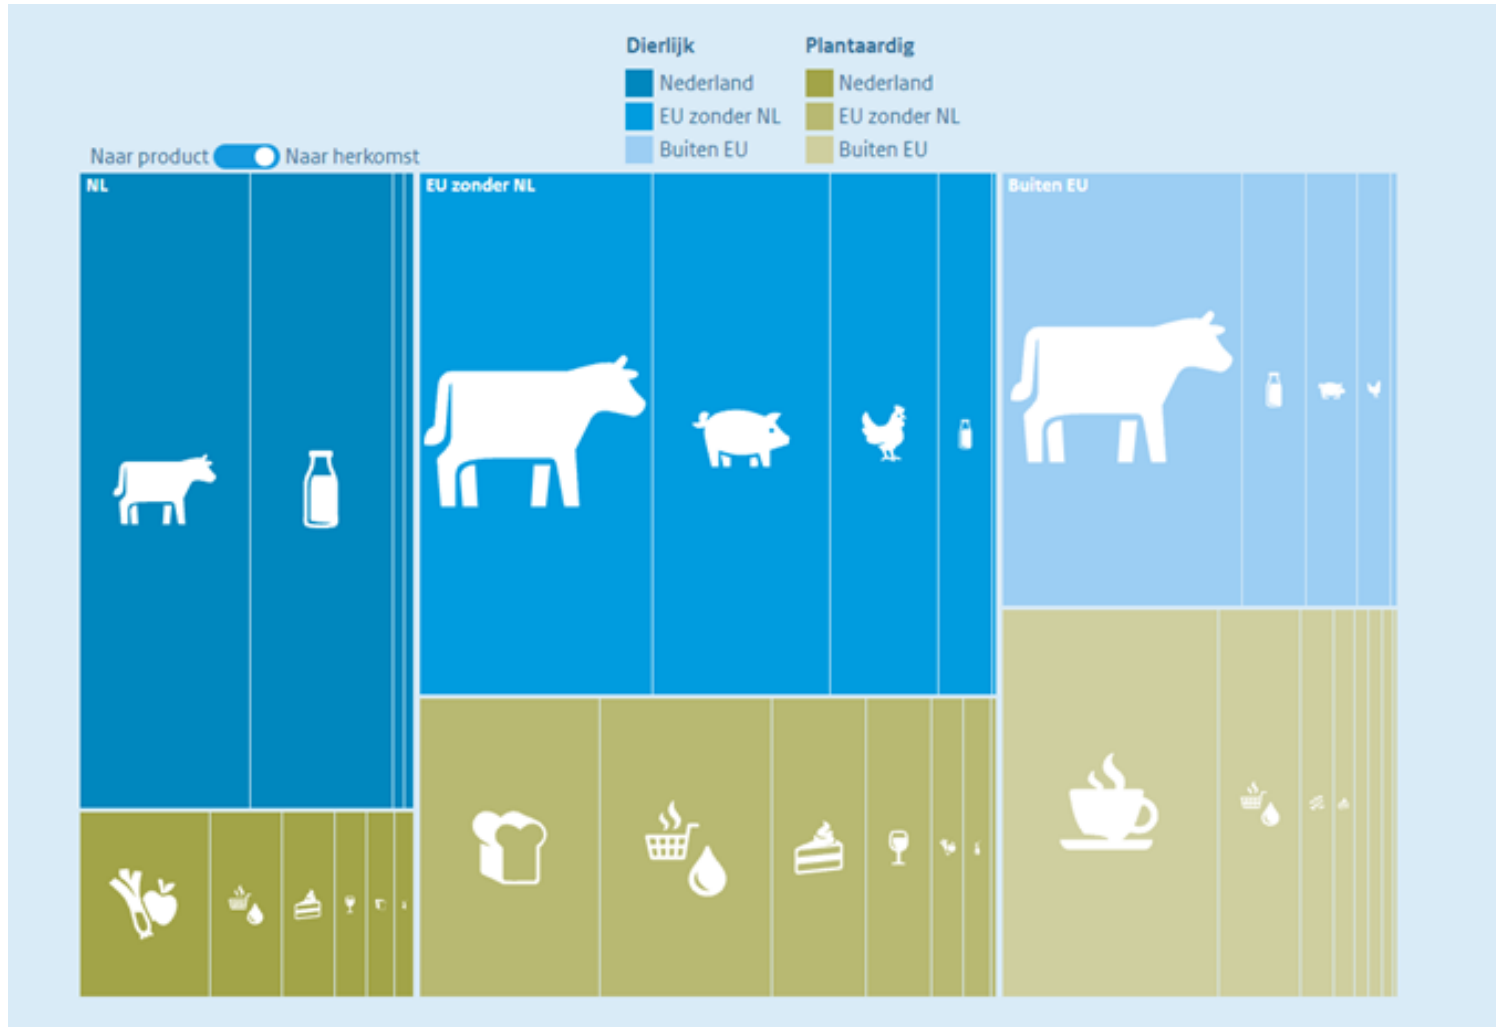 Dierlijk
Nederland
EU zonder NL
Buiten EU
Plantaardig
Nederland
EU zonder NL
Buiten EU
Naar product
Naar herkomst
NL
EU zonder NL
Buiten EU